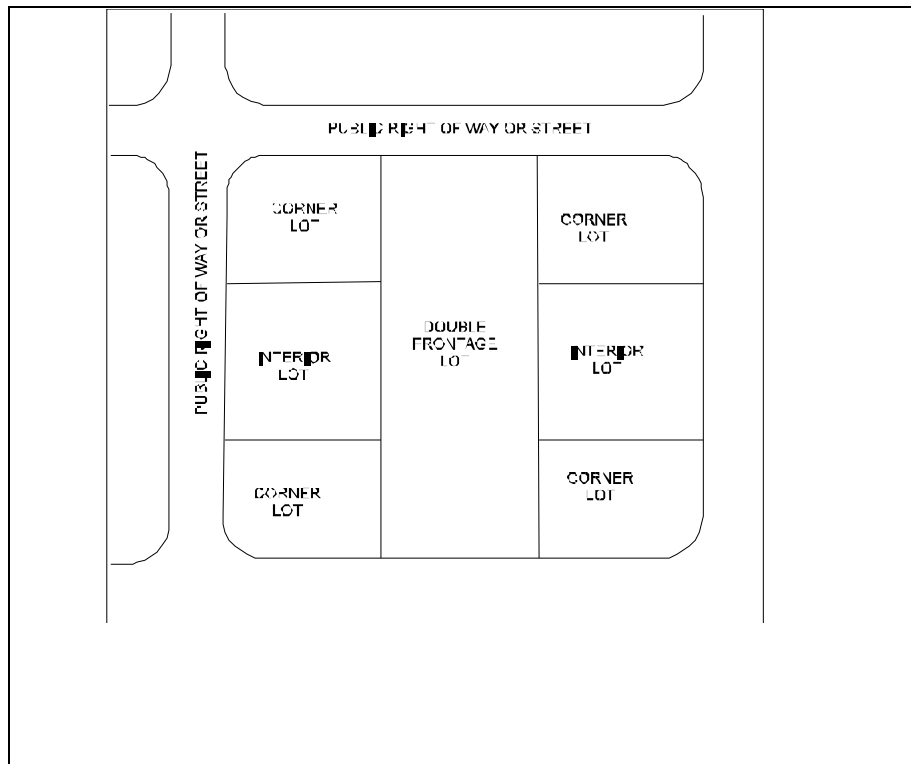 PUBLIC RIGHT OF WAY OR STREET
PUBLIC RIGHT OF WAY OR STREET
CORNER
LOT
CORNER
LOT
DOUBLE
FRONTAGE
LOT
INTERIOR
LOT
INTERIOR
LOT
CORNER
LOT
CORNER
LOT